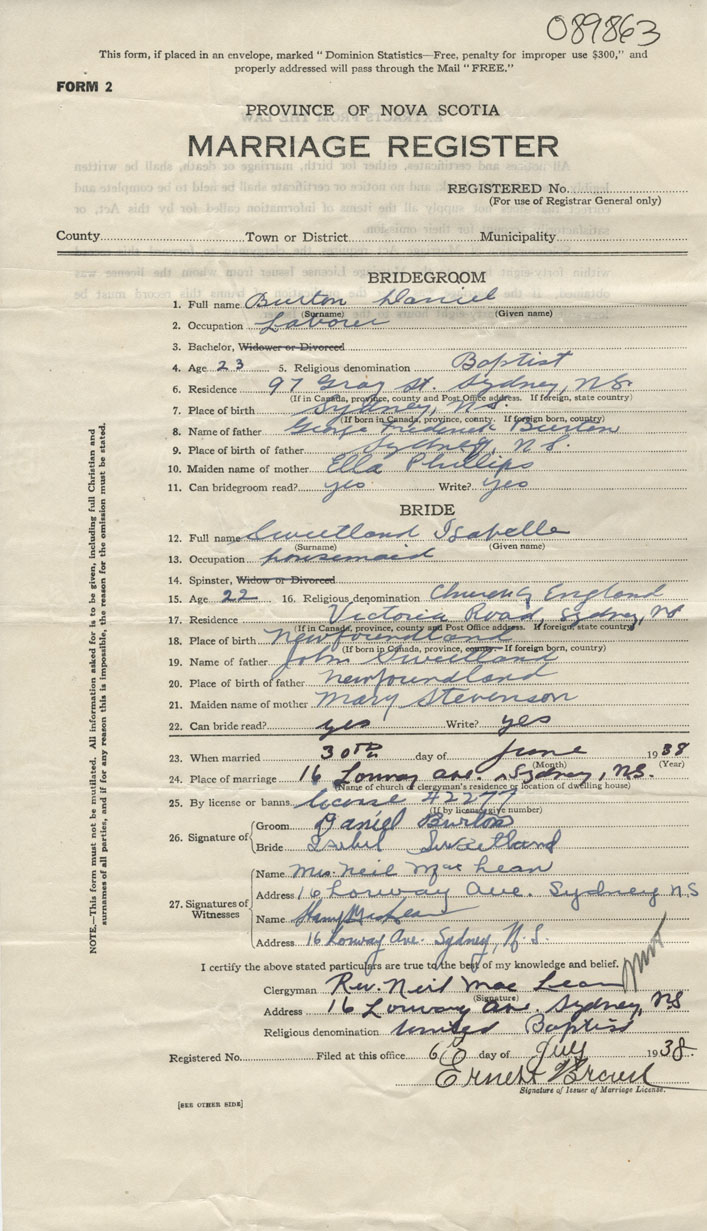 089863
This form, if placed in an envelope, marked "Dominion Statistics—Free, penalty for improper use $300," and
properly addressed will pass through the Mail "FREE."
FORM 2
PROVINCE OF NOVA SCOTIA
MARRIAGE REGISTER
REGISTERED No.
(For use of Registrar General only)
County Town or District Municipality
BRIDEGROOM
1. Full name Burton Daniel
(Surname) (Given name)
2. Occupation Laborer
3. Bachelor, Widower or Divorced
4. Age 23 5. Religious denomination Baptist
6. Residence 97 Gray St. Sydney, N.S.
(If in Canada, province, county and Post Office address. If foreign, state country)
7. Place of birth Sydney, N.S.
(If born in Canada, province, county. If foreign born, country)
8. Name of father George Frederick Burton
9. Place of birth of father Sydney, N.S.
10. Maiden name of mother Ella Phillips
11. Can bridegroom read? yes Write? yes
BRIDE
12. Full name Sweetland Isabelle
(Surname) (Given name)
13. Occupation housemaid
14. Spinster, Widow or Divorced
15. Age 22 16. Religious denomination Church of England
17. Residence Victoria Road, Sydney, NS
(If in Canada, province, county and Post Office address. If foreign, state country)
18. Place of birth Newfoundland
(If born in Canada, province, county. If foreign born, country)
19. Name of father John Sweetland
20. Place of birth of father Newfoundland
21. Maiden name of mother Mary Stevenson
22. Can bride read? yes Write? yes
23. When married 30th day of June 1938
(Month) (Year)
24. Place of marriage 16 Lorway Ave. Sydney, N.S.
(Name of church or clergyman's residence or location of dwelling house)
25. By license or banns license 42277
(If by license give number)
26. Signature of Groom Daniel Burton
Bride Isabel Sweetland
27. Signatures of Witnesses
Name Mrs. Neil MacLean
Address 16 Lorway Ave. Sydney N S
Name Harry MacLean
Address 16 Lorway Ave. Sydney, N.S.
I certify the above stated particulars are true to the best of my knowledge and belief.
Clergyman Rev. Neil Mac Lean
(Signature)
Address 16 Lorway Ave, Sydney, NS
Religious denomination United Baptist
Registered No. Filed at this office 6 day of July 1938.
Ernest Brown
Signature of Issuer of Marriage License.
[SEE OTHER SIDE]
NOTE.—This form must not be mutilated. All information asked for is to be given, including full Christian and
surnames of all parties, and if for any reason this is impossible, the reason for the omission must be stated.